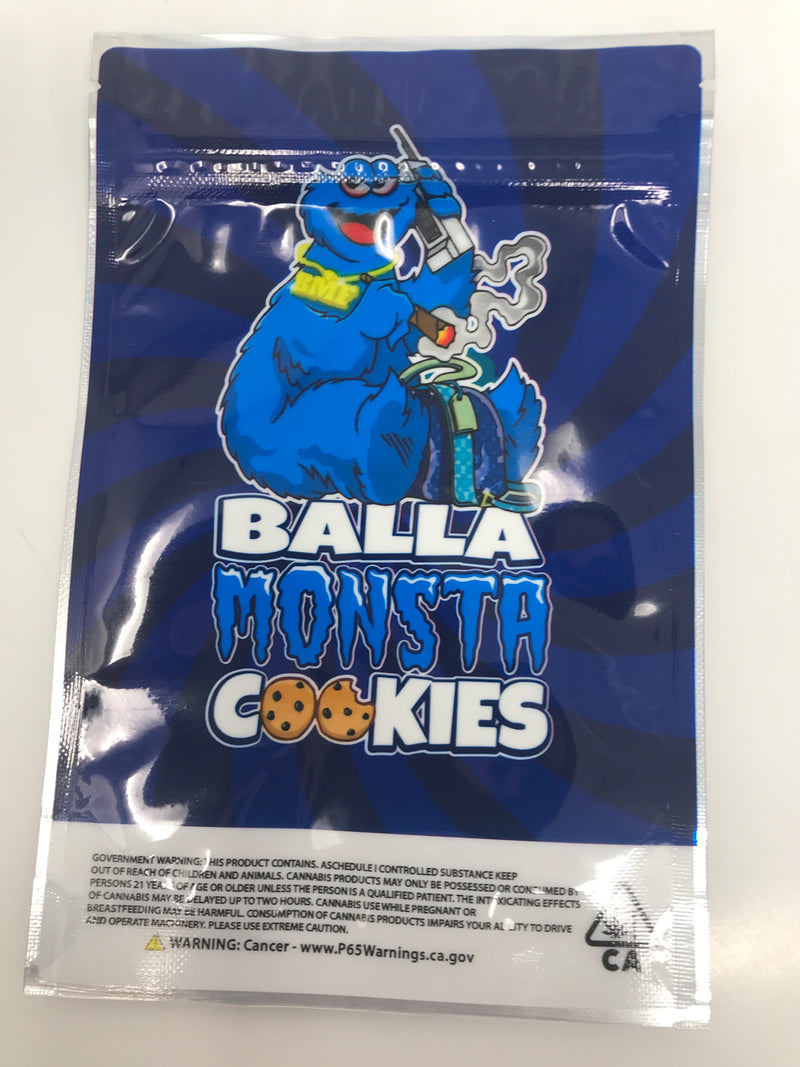 BMF
BALLA
MONSTA
COOKIES
GOVERNMENT WARNING: THIS PRODUCT CONTAINS. ASCHEDULE I CONTROLLED SUBSTANCE KEEP
OUT OF REACH OF CHILDREN AND ANIMALS. CANNABIS PRODUCTS MAY ONLY BE POSSESSED OR CONSUMED BY
PERSONS 21 YEARS OF AGE OR OLDER UNLESS THE PERSON IS A QUALIFIED PATIENT. THE INTOXICATING EFFECTS
OF CANNABIS MAY BE DELAYED UP TO TWO HOURS. CANNABIS USE WHILE PREGNANT OR
BREASTFEEDING MAY BE HARMFUL. CONSUMPTION OF CANNABIS PRODUCTS IMPAIRS YOUR ABILITY TO DRIVE
AND OPERATE MACHINERY. PLEASE USE EXTREME CAUTION.
WARNING: Cancer - www.P65Warnings.ca.gov
CA